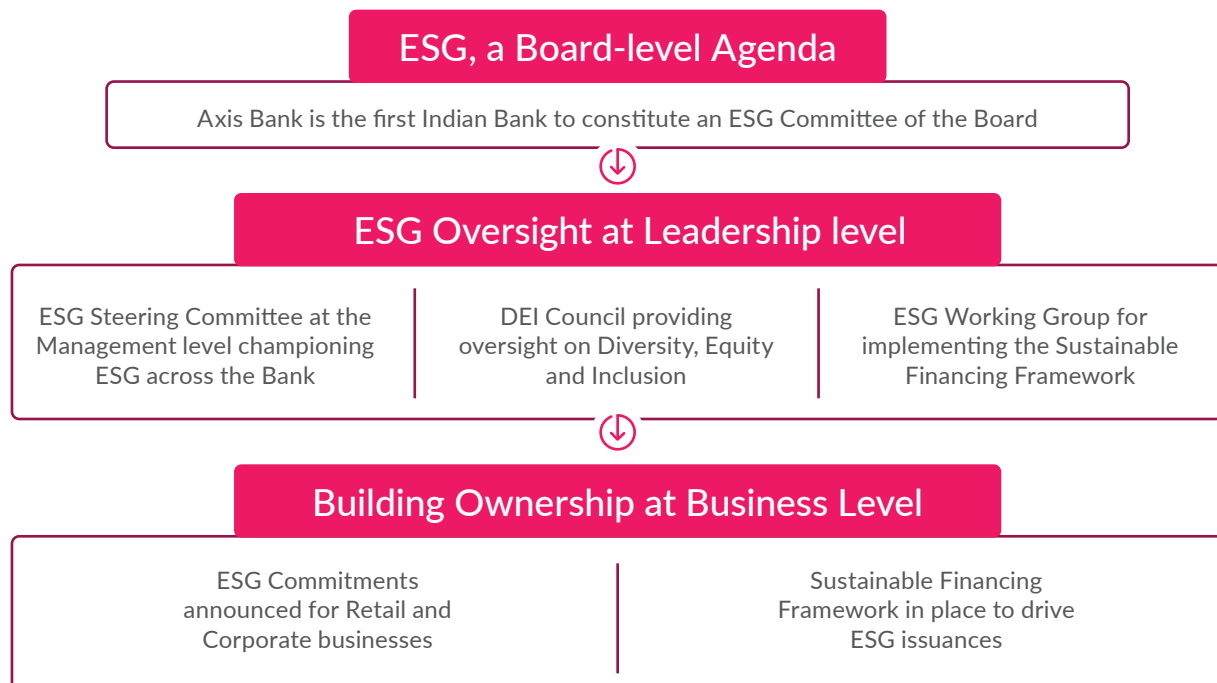 ESG, a Board-level Agenda
Axis Bank is the first Indian Bank to constitute an ESG Committee of the Board
ESG Oversight at Leadership level
ESG Steering Committee at the
Management level championing
ESG across the Bank
DEI Council providing
oversight on Diversity, Equity
and Inclusion
ESG Working Group for
implementing the Sustainable
Financing Framework
Building Ownership at Business Level
ESG Commitments
announced for Retail and
Corporate businesses
Sustainable Financing
Framework in place to drive
ESG issuances